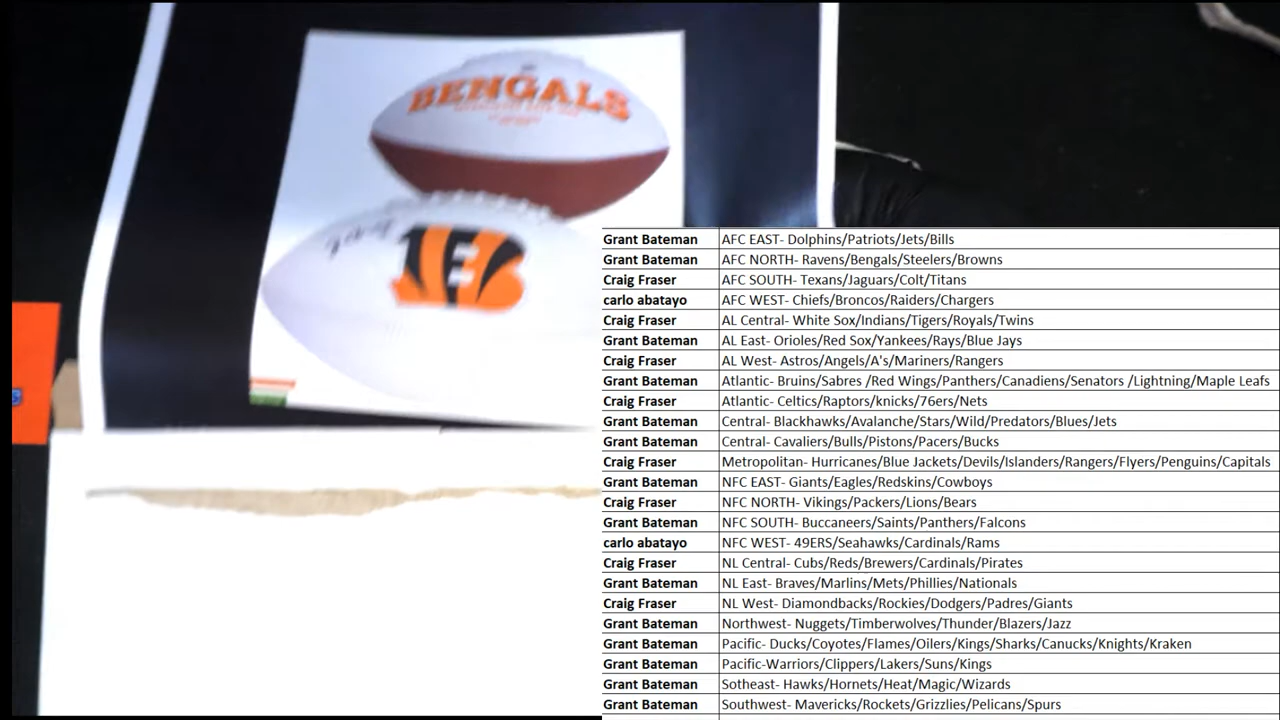 BENGALS
Grant Bateman AFC EAST- Dolphins/Patriots/Jets/Bills
Grant Bateman AFC NORTH- Ravens/Bengals/Steelers/Browns
Craig Fraser AFC SOUTH- Texans/Jaguars/Colt/Titans
carlo abatayo AFC WEST- Chiefs/Broncos/Raiders/Chargers
Craig Fraser AL Central- White Sox/Indians/Tigers/Royals/Twins
Grant Bateman AL East- Orioles/Red Sox/Yankees/Rays/Blue Jays
Craig Fraser AL West- Astros/Angels/A's/Mariners/Rangers
Grant Bateman Atlantic- Bruins/Sabres /Red Wings/Panthers/Canadiens/Senators /Lightning/Maple Leafs
Craig Fraser Atlantic- Celtics/Raptors/knicks/76ers/Nets
Grant Bateman Central- Blackhawks/Avalanche/Stars/Wild/Predators/Blues/Jets
Grant Bateman Central- Cavaliers/Bulls/Pistons/Pacers/Bucks
Craig Fraser Metropolitan- Hurricanes/Blue Jackets/Devils/Islanders/Rangers/Flyers/Penguins/Capitals
Grant Bateman NFC EAST- Giants/Eagles/Redskins/Cowboys
Craig Fraser NFC NORTH- Vikings/Packers/Lions/Bears
Grant Bateman NFC SOUTH- Buccaneers/Saints/Panthers/Falcons
carlo abatayo NFC WEST- 49ERS/Seahawks/Cardinals/Rams
Craig Fraser NL Central- Cubs/Reds/Brewers/Cardinals/Pirates
Grant Bateman NL East- Braves/Marlins/Mets/Phillies/Nationals
Craig Fraser NL West- Diamondbacks/Rockies/Dodgers/Padres/Giants
Grant Bateman Northwest- Nuggets/Timberwolves/Thunder/Blazers/Jazz
Grant Bateman Pacific- Ducks/Coyotes/Flames/Oilers/Kings/Sharks/Canucks/Knights/Kraken
Grant Bateman Pacific-Warriors/Clippers/Lakers/Suns/Kings
Grant Bateman Sotheast- Hawks/Hornets/Heat/Magic/Wizards
Grant Bateman Southwest- Mavericks/Rockets/Grizzlies/Pelicans/Spurs